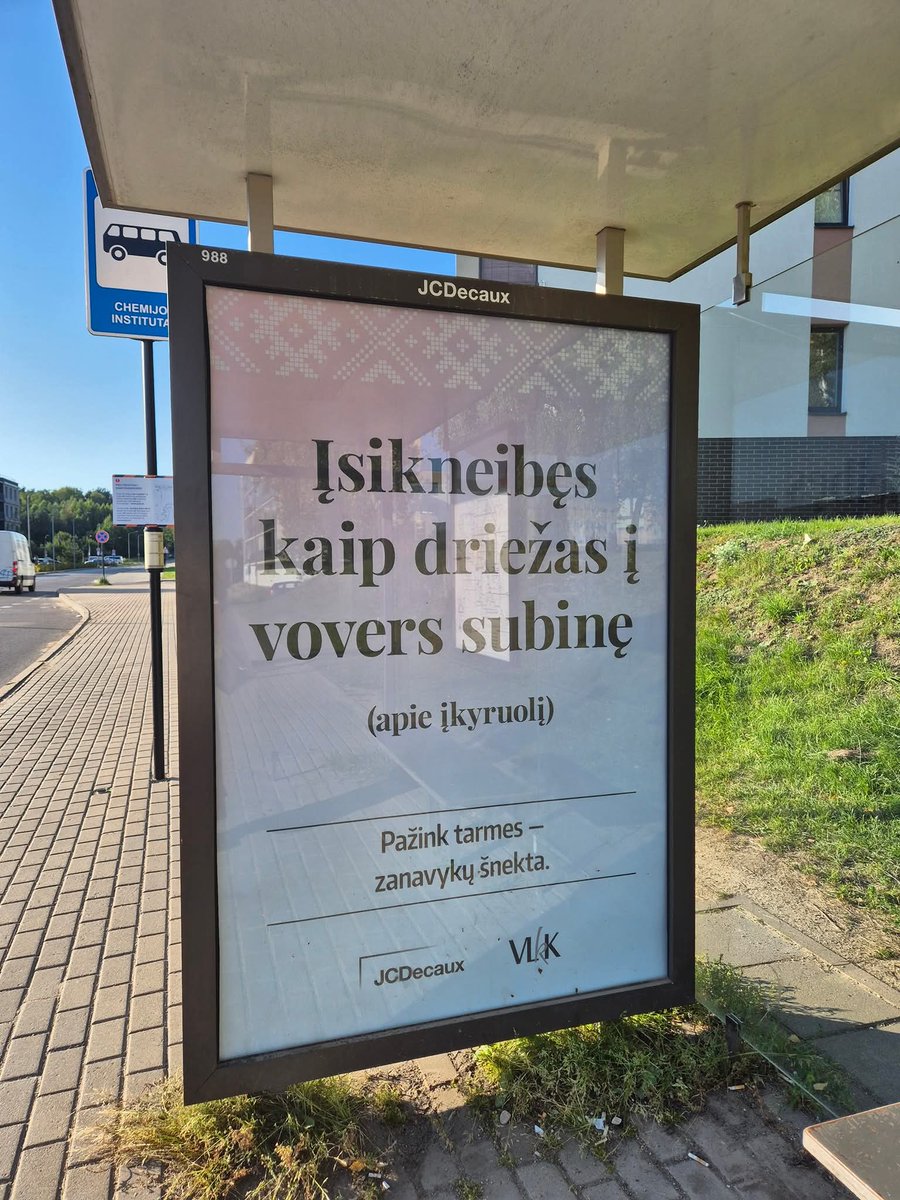 988
JCDecaux
CHEMIJOS
INSTITUTAS
Įsikneibęs
kaip driežas į
vovers subinę
(apie įkyruolį)
Pažink tarmes –
zanavykų šnekta.
JCDecaux
VLKK